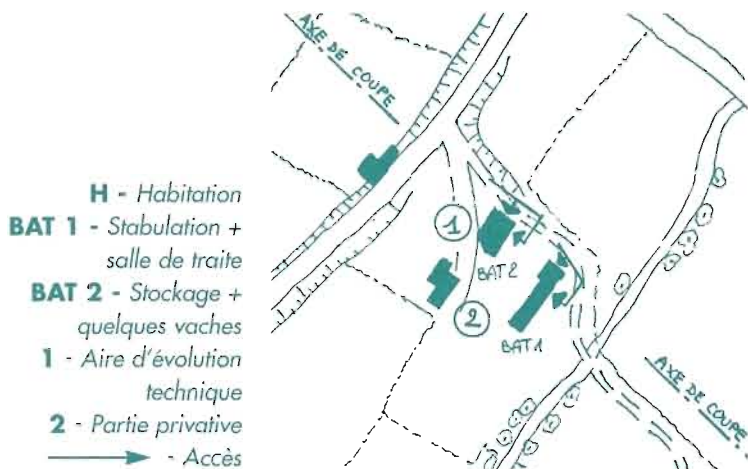 H - Habitation
BAT 1 - Stabulation +
salle de traite
BAT 2 - Stockage +
quelques vaches
1 - Aire d'évolution
technique
2 - Partie privative
- Accès
AXE DE COUPE
1
BAT 2
2
BAT 1
AXE DE COUPE